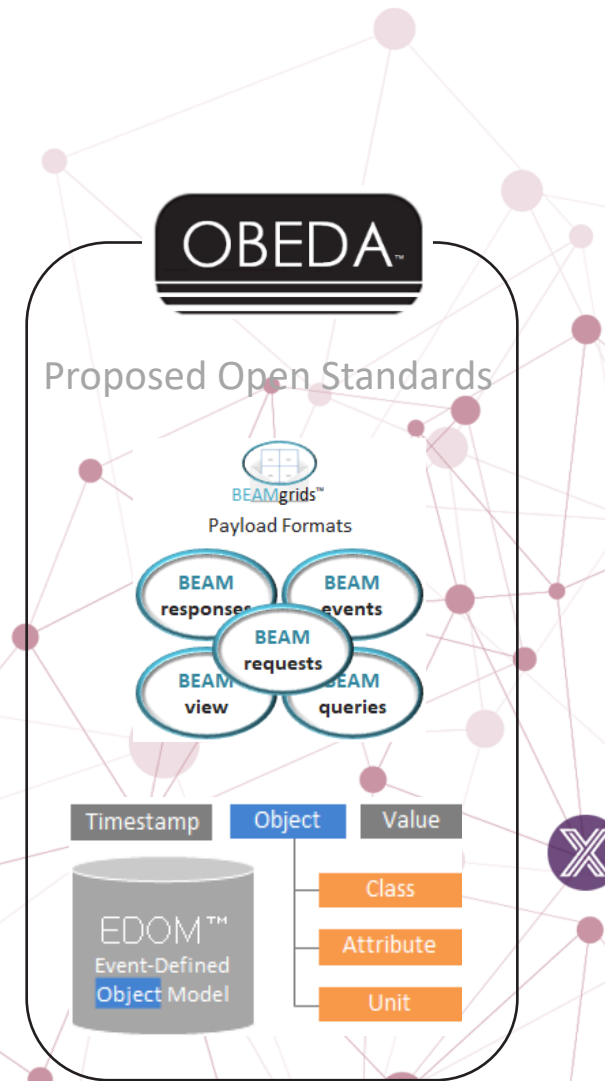 OBEDA™
Proposed Open Standards
BEAMgrids™
Payload Formats
BEAM
responses
BEAM
events
BEAM
requests
BEAM
view
BEAM
queries
Timestamp
Object
Value
Class
Attribute
Unit
EDOM™
Event-Defined
Object Model
X